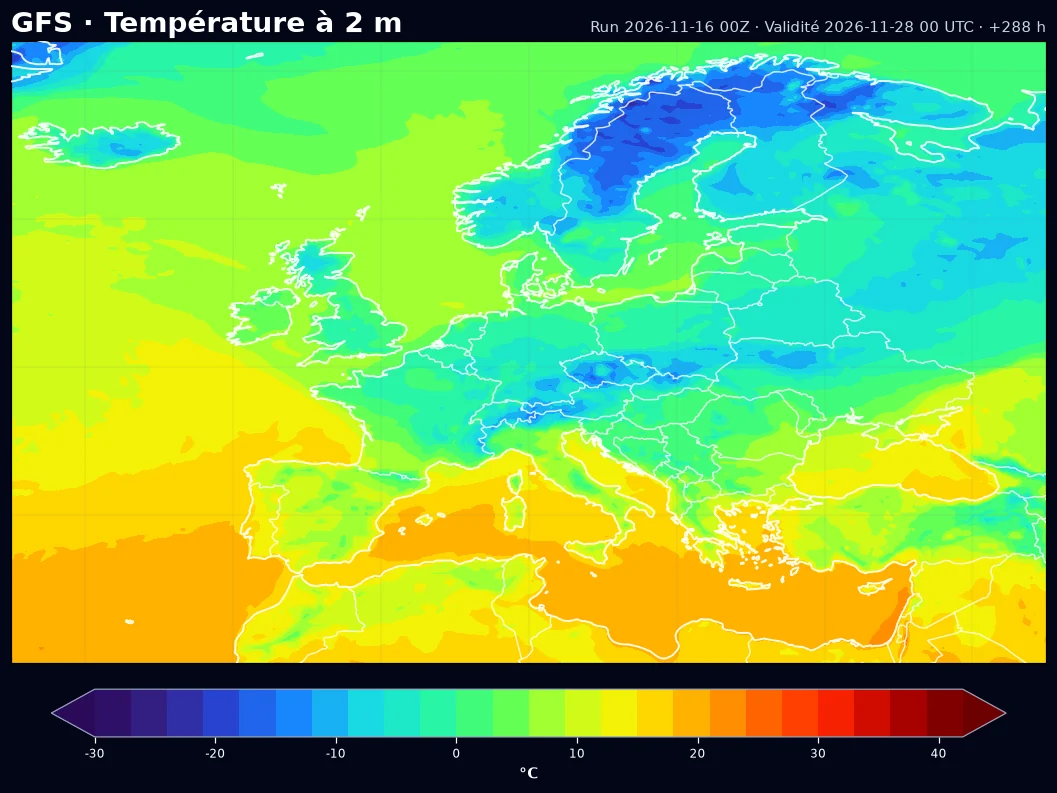 GFS · Température à 2 m
Run 2026-11-16 00Z · Validité 2026-11-28 00 UTC · +288 h
-30 -20 -10 0 10 20 30 40
°C